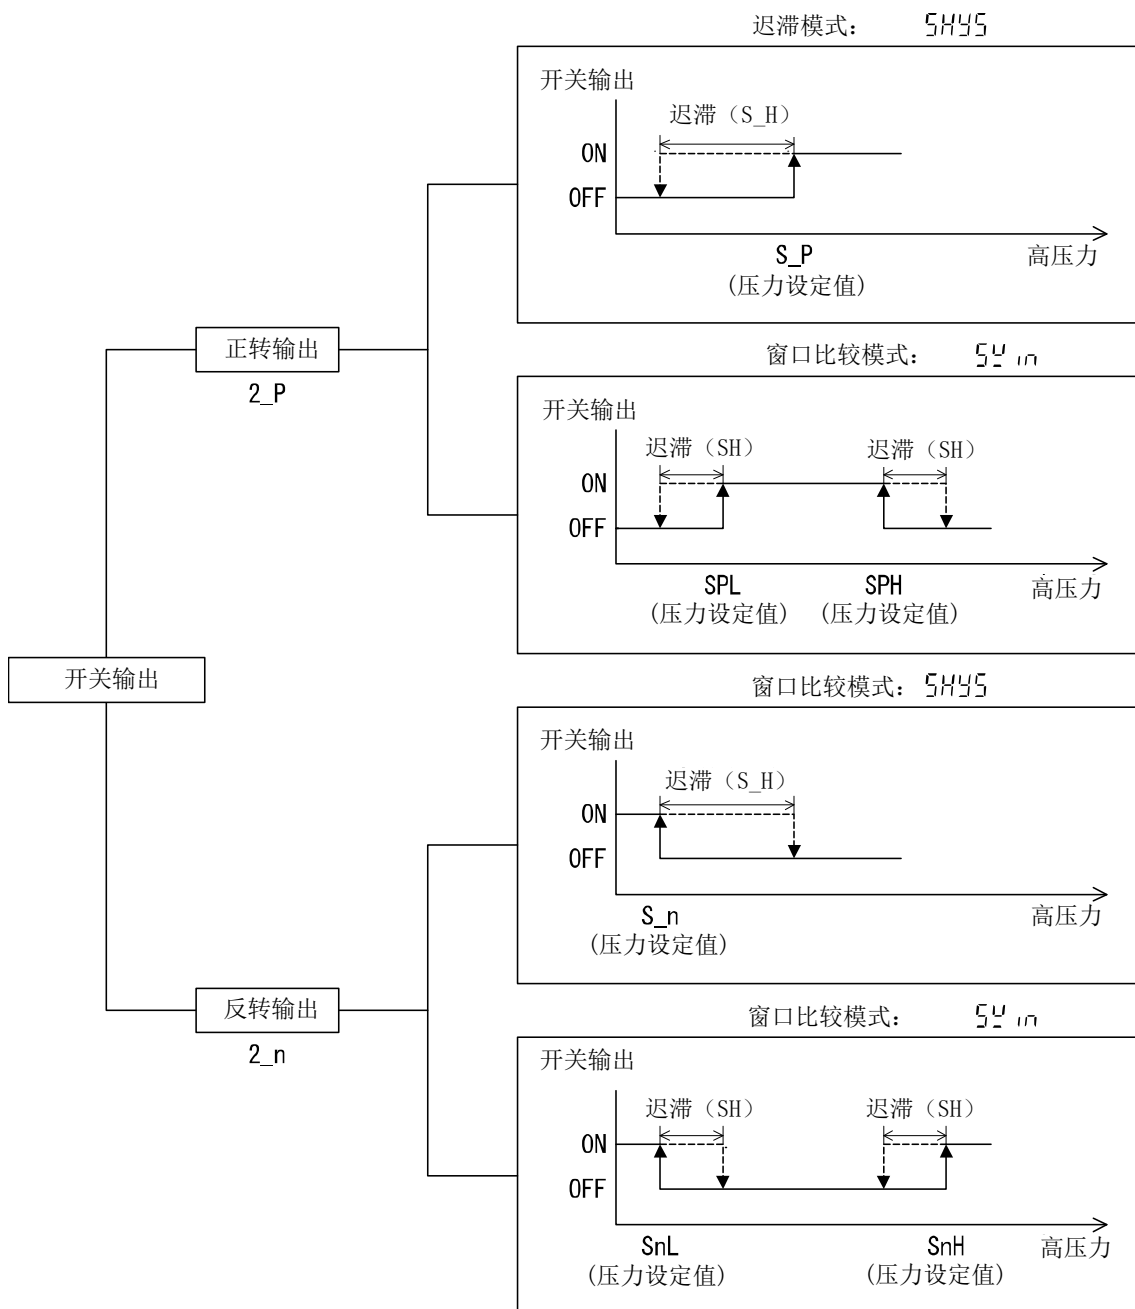 迟滞模式： SHYS
开关输出
迟滞（S_H）
ON
OFF
S_P
(压力设定值)
高压力
正转输出
2_P
窗口比较模式： SWin
开关输出
迟滞（SH） 迟滞（SH）
ON
OFF
SPL SPH
(压力设定值) (压力设定值)
高压力
开关输出
窗口比较模式： SHYS
开关输出
迟滞（S_H）
ON
OFF
S_n
(压力设定值)
高压力
反转输出
2_n
窗口比较模式： SWin
开关输出
迟滞（SH） 迟滞（SH）
ON
OFF
SnL SnH
(压力设定值) (压力设定值)
高压力